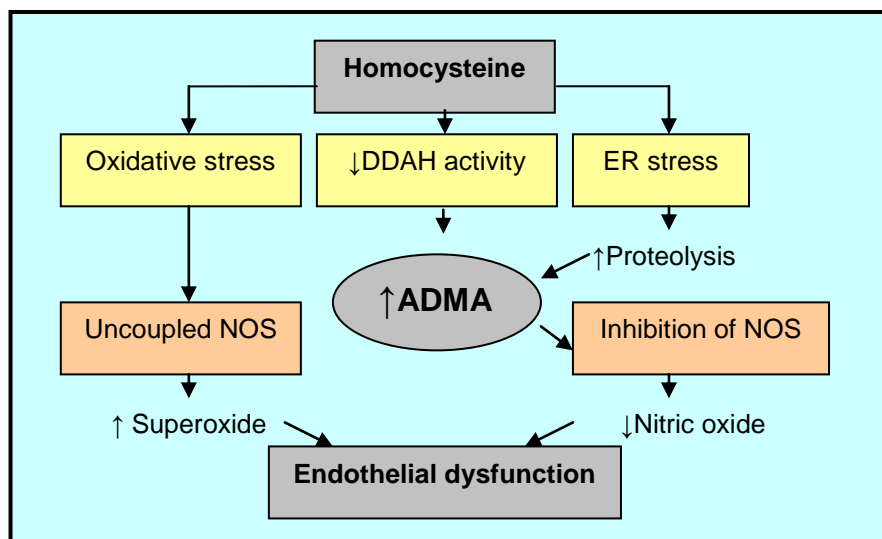 Homocysteine
Oxidative stress
↓DDAH activity
ER stress
↑Proteolysis
↑ADMA
Uncoupled NOS
Inhibition of NOS
↑ Superoxide
↓Nitric oxide
Endothelial dysfunction